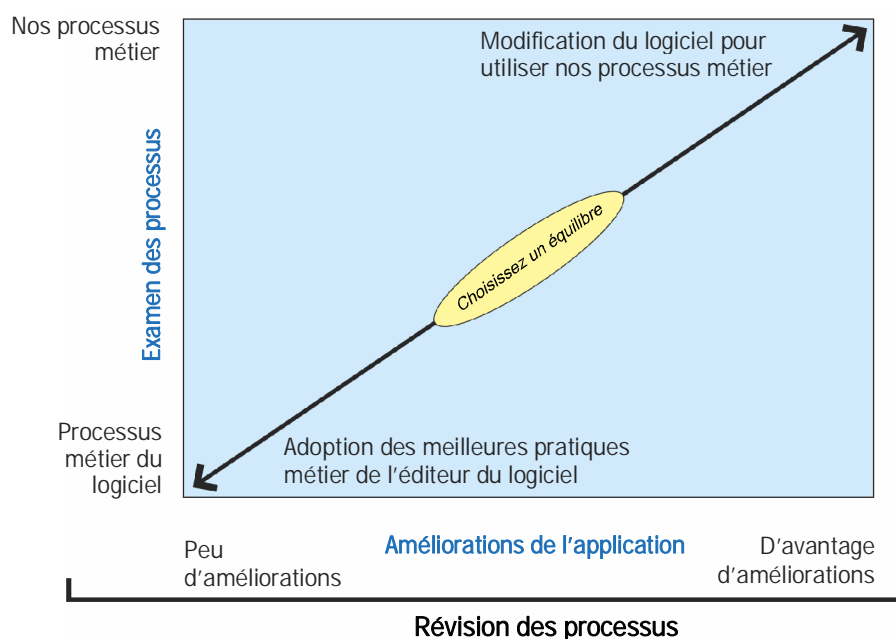 Nos processus
métier
Modification du logiciel pour
utiliser nos processus métier
Examen des processus
Choisissez un équilibre
Processus
métier du
logiciel
Adoption des meilleures pratiques
métier de l'éditeur du logiciel
Peu
d'améliorations
Améliorations de l'application
D'avantage
d'améliorations
Révision des processus